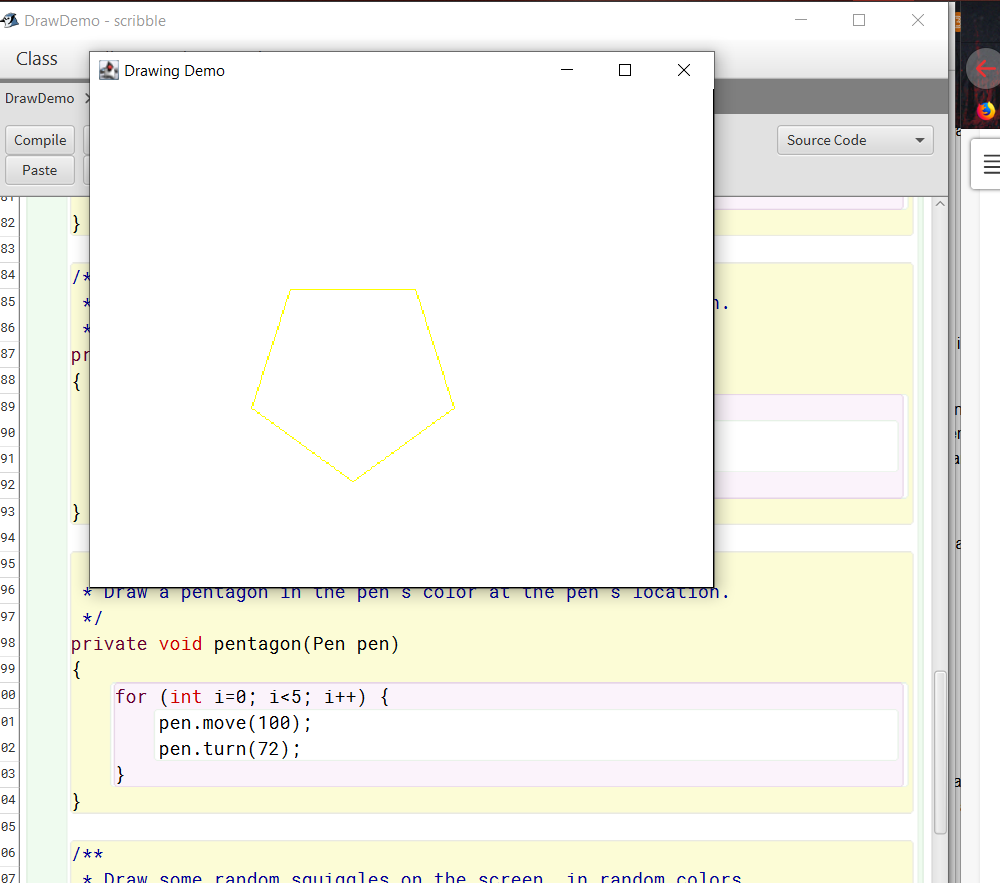 DrawDemo - scribble
Class
Drawing Demo
DrawDemo
Compile
Source Code
Paste
82 }
83
84 /*
85 *
86 *
87 pr
88 {
89
90
91
92
93 }
94
95
96 * Draw a pentagon in the pen's color at the pen's location.
97 */
98 private void pentagon(Pen pen)
99 {
00 for (int i=0; i<5; i++) {
01 pen.move(100);
02 pen.turn(72);
03 }
04 }
05
06 /**
07 * Draw some random squiggles on the screen, in random colors